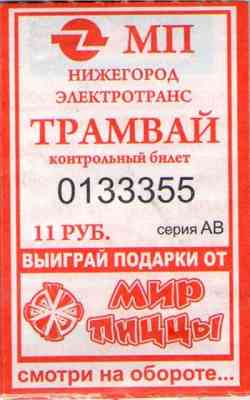 МП
НИЖЕГОРОД
ЭЛЕКТРОТРАНС
ТРАМВАЙ
контрольный билет
0133355
11 РУБ. серия АВ
ВЫИГРАЙ ПОДАРКИ ОТ
МИР
ПИЦЦЫ
смотри на обороте...